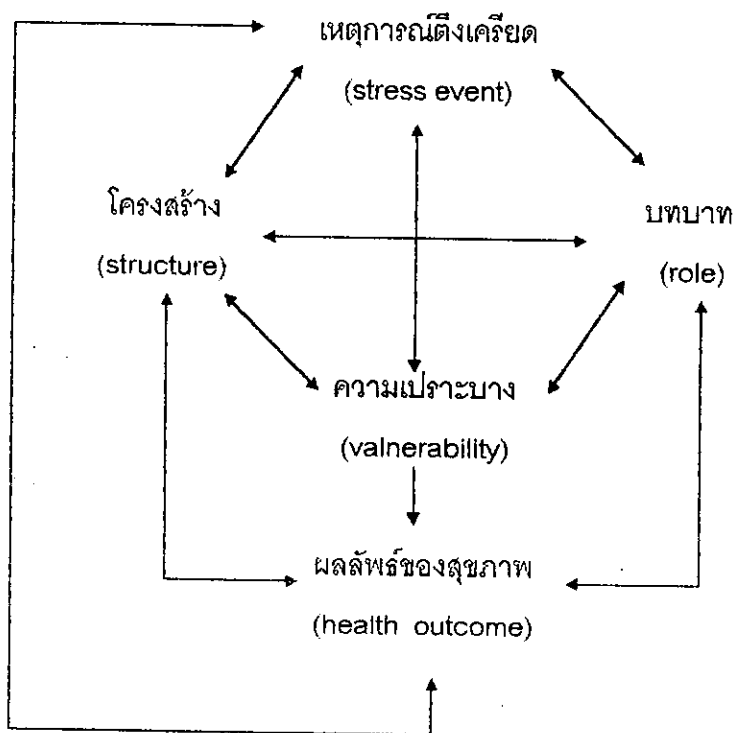 เหตุการณ์ตึงเครียด
(stress event)
โครงสร้าง
(structure)
บทบาท
(role)
ความเปราะบาง
(valnerability)
ผลลัพธ์ของสุขภาพ
(health outcome)